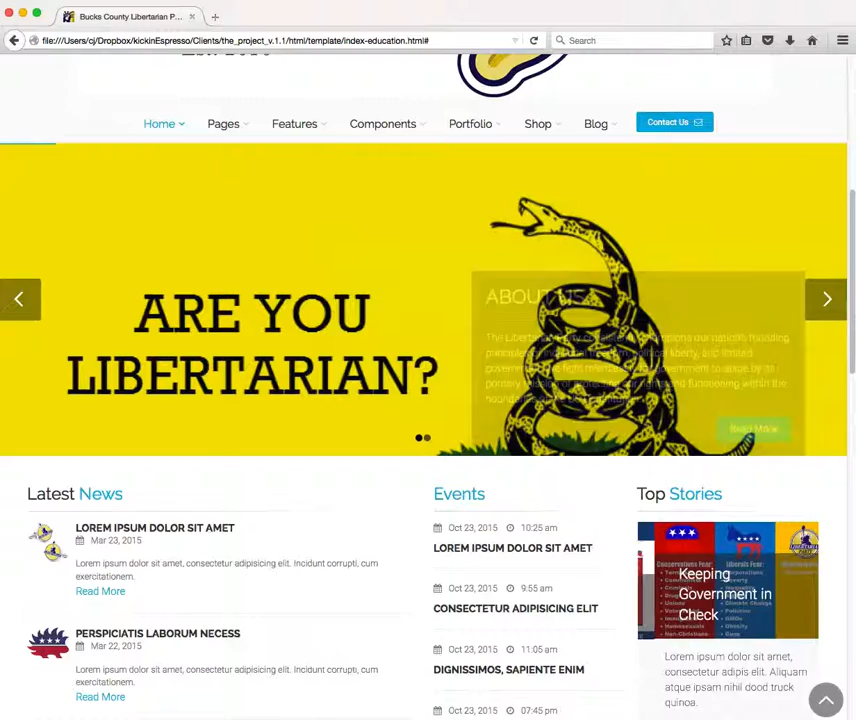 Bucks County Libertarian P...
file:///Users/cj/Dropbox/kickinEspresso/Clients/the_project_v.1.1/html/template/index-education.html#
Search
Home
Pages
Features
Components
Portfolio
Shop
Blog
Contact Us
ARE YOU
LIBERTARIAN?
ABOUT US
Read More
Latest News
LOREM IPSUM DOLOR SIT AMET
Mar 23, 2015
Lorem ipsum dolor sit amet, consectetur adipisicing elit. Incidunt corrupti, cum
exercitationem.
Read More
PERSPICIATIS LABORUM NECESS
Mar 22, 2015
Lorem ipsum dolor sit amet, consectetur adipisicing elit. Incidunt corrupti, cum
exercitationem.
Read More
Events
Oct 23, 2015 10:25 am
LOREM IPSUM DOLOR SIT AMET
Oct 23, 2015 9:55 am
CONSECTETUR ADIPISICING ELIT
Oct 23, 2015 11:05 am
DIGNISSIMOS, SAPIENTE ENIM
Oct 23, 2015 07:45 pm
Top Stories
Keeping
Government in
Check
Lorem ipsum dolor sit amet,
consectetur adipis elit. Aliquam
atque ipsam nihil dood truck
quinoa.